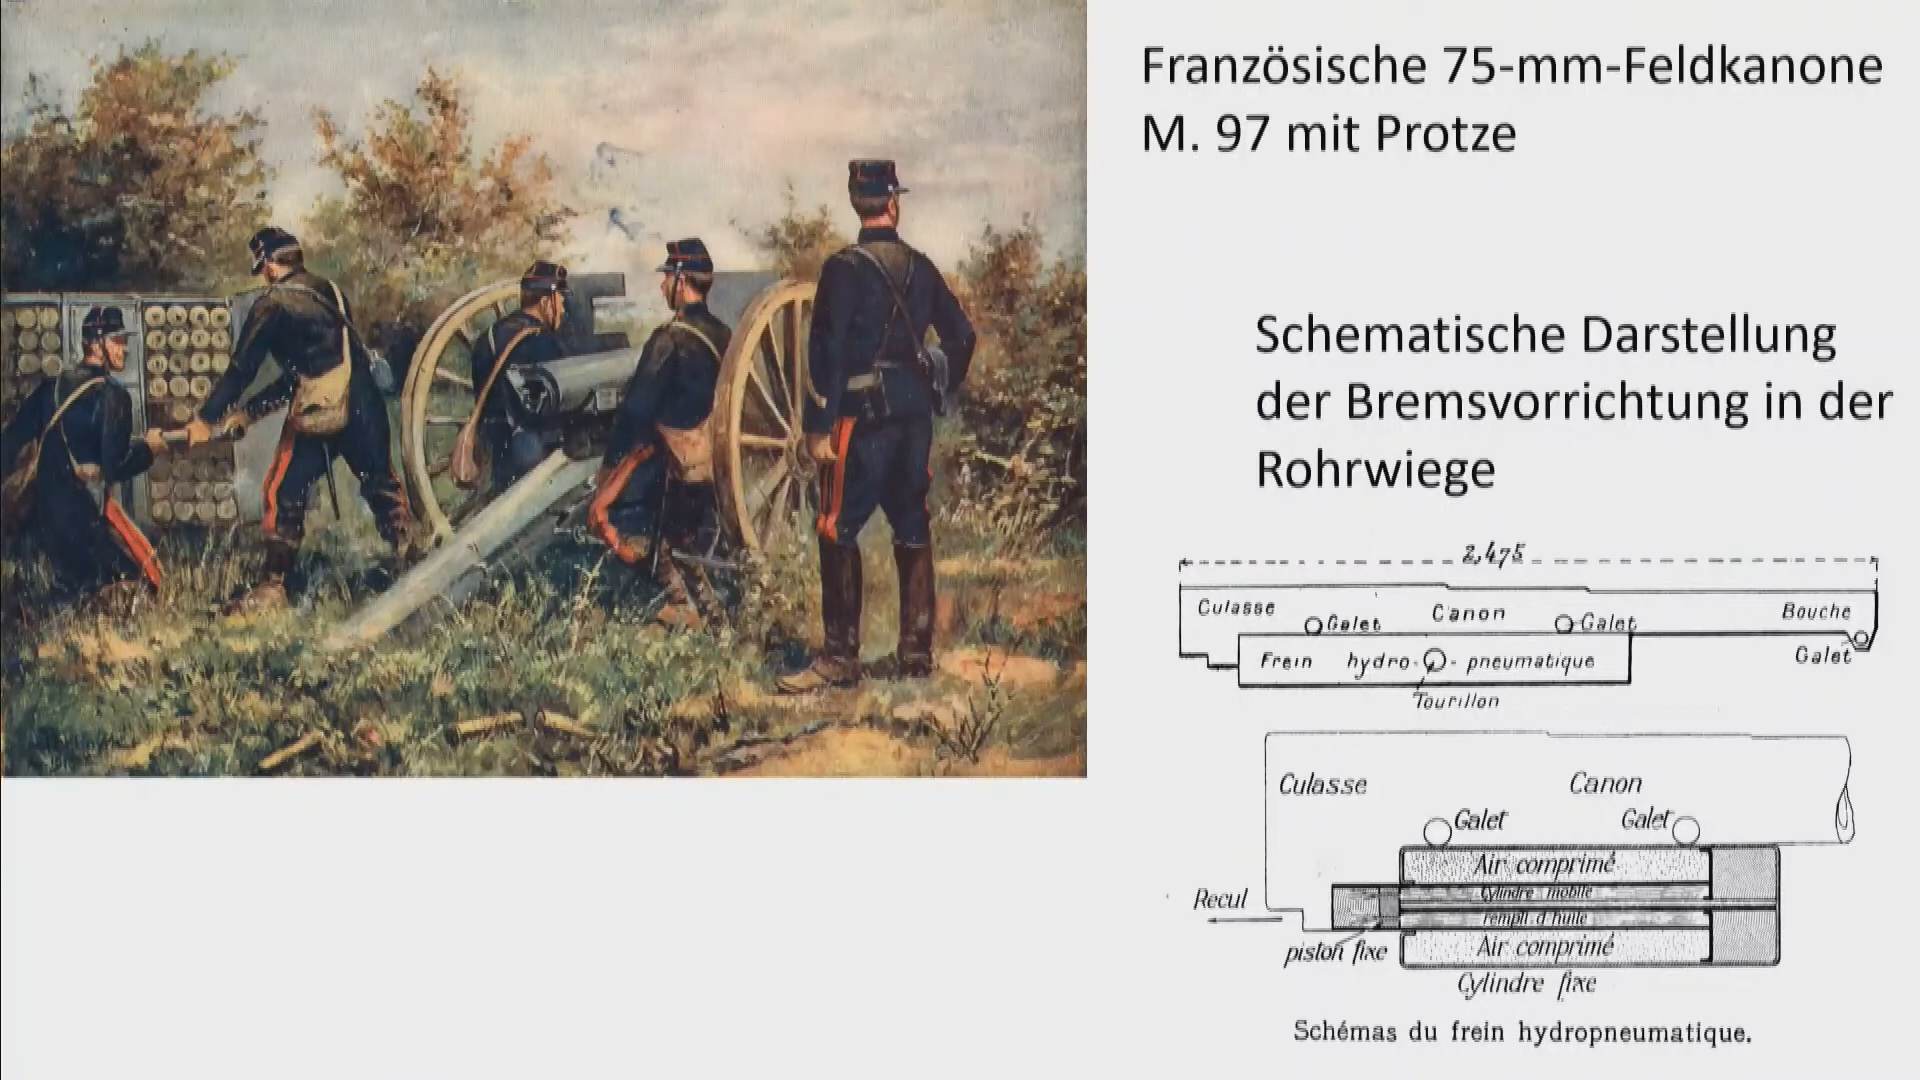 Französische 75-mm-Feldkanone
M. 97 mit Protze
Schematische Darstellung
der Bremsvorrichtung in der
Rohrwiege
2,475
Culasse Galet Canon Galet Bouche
Frein hydro-pneumatique Galet
Tourillon
Culasse Canon
Galet Galet
Air comprimé
Cylindre mobile
Recul
rempli d'huile
piston fixe Air comprimé
Cylindre fixe
Schémas du frein hydropneumatique.